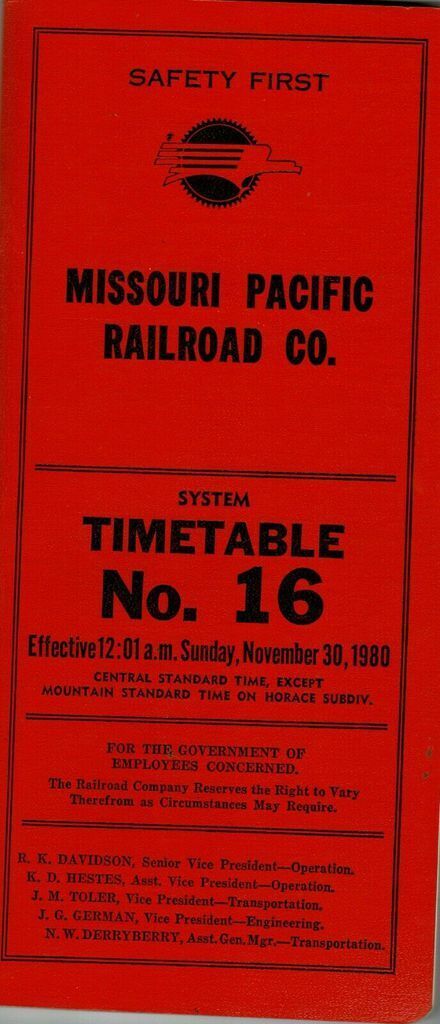 SAFETY FIRST
MISSOURI PACIFIC
RAILROAD CO.
SYSTEM
TIMETABLE
No. 16
Effective 12:01 a.m. Sunday, November 30, 1980
CENTRAL STANDARD TIME, EXCEPT
MOUNTAIN STANDARD TIME ON HORACE SUBDIV.
FOR THE GOVERNMENT OF
EMPLOYEES CONCERNED.
The Railroad Company Reserves the Right to Vary
Therefrom as Circumstances May Require.
R. K. DAVIDSON, Senior Vice President—Operation.
K. D. HESTES, Asst. Vice President—Operation.
J. M. TOLER, Vice President—Transportation.
J. G. GERMAN, Vice President—Engineering.
N. W. DERRYBERRY, Asst. Gen. Mgr.—Transportation.